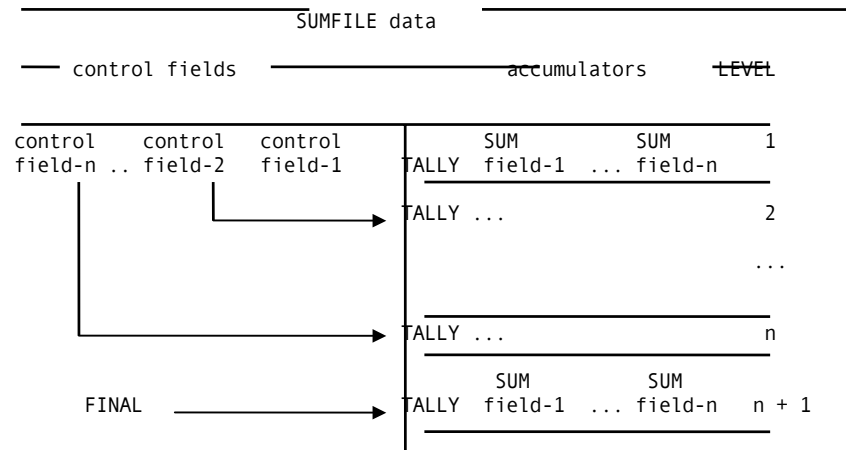 SUMFILE data
control fields accumulators LEVEL
control control control SUM SUM 1
field-n .. field-2 field-1 TALLY field-1 ... field-n
TALLY ... 2
...
TALLY ... n
SUM SUM
FINAL TALLY field-1 ... field-n n + 1